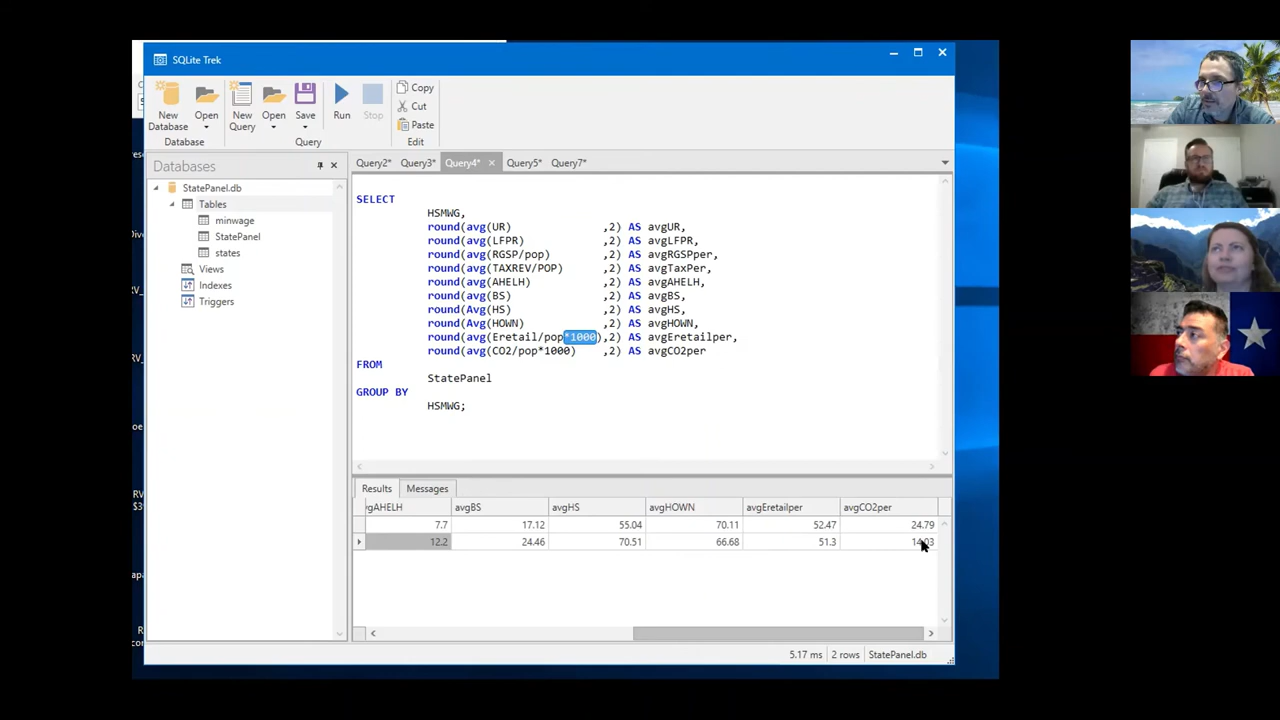 SQLite Trek
New Database
Open
New Query
Open
Save
Run
Stop
Copy
Cut
Paste
Database
Query
Edit
Databases
StatePanel.db
Tables
minwage
StatePanel
states
Views
Indexes
Triggers
Query2* Query3* Query4* Query5* Query7*
SELECT
HSMWG,
round(avg(UR) ,2) AS avgUR,
round(avg(LFPR) ,2) AS avgLFPR,
round(avg(RGSP/pop) ,2) AS avgRGSPper,
round(avg(TAXREV/POP) ,2) AS avgTaxPer,
round(avg(AHELH) ,2) AS avgAHELH,
round(avg(BS) ,2) AS avgBS,
round(Avg(HS) ,2) AS avgHS,
round(Avg(HOWN) ,2) AS avgHOWN,
round(avg(Eretail/pop*1000),2) AS avgEretailper,
round(avg(CO2/pop*1000) ,2) AS avgCO2per
FROM
StatePanel
GROUP BY
HSMWG;
Results Messages
vgAHELH avgBS avgHS avgHOWN avgEretailper avgCO2per
7.7 17.12 55.04 70.11 52.47 24.79
12.2 24.46 70.51 66.68 51.3 14.03
5.17 ms 2 rows StatePanel.db